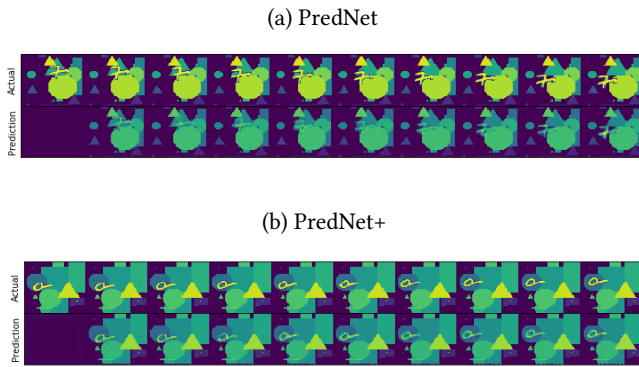 (a) PredNet
Actual
Prediction
(b) PredNet+
Actual
Prediction